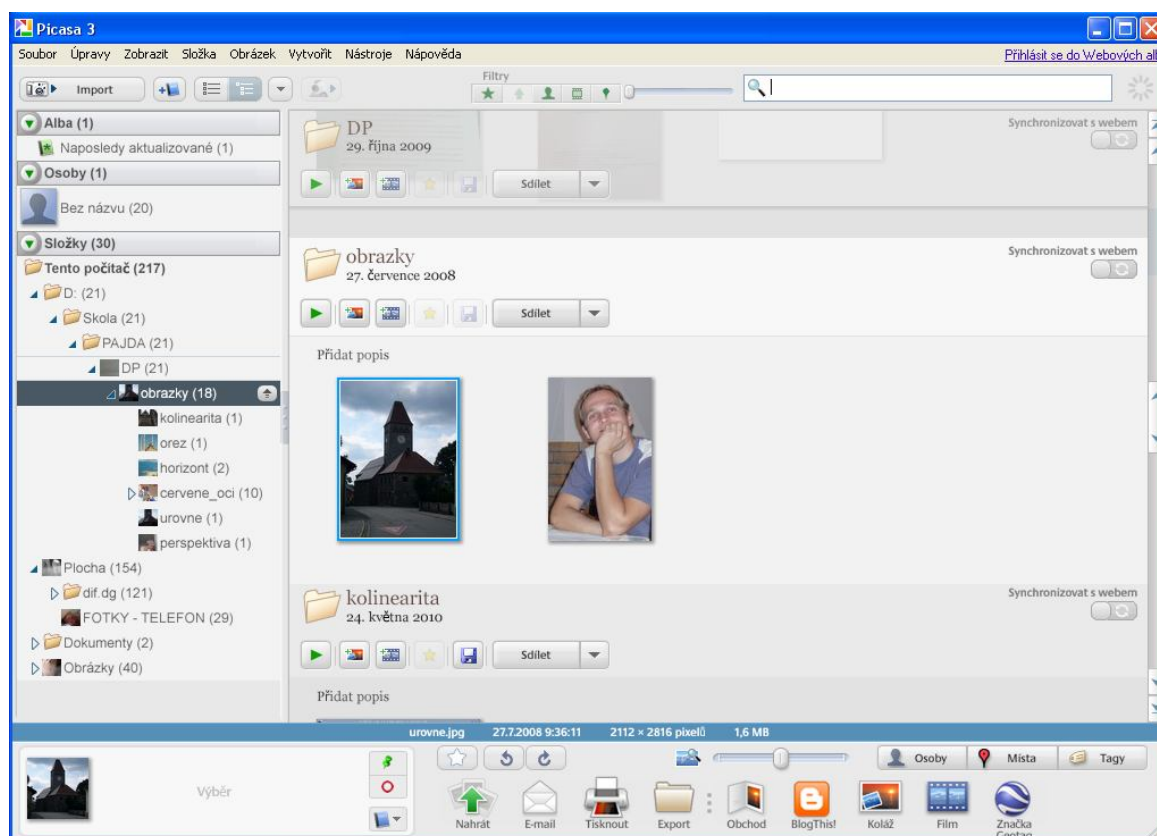 Picasa 3
Soubor Úpravy Zobrazit Složka Obrázek Vytvořit Nástroje Nápověda
Přihlásit se do Webových alb
Import
Filtry
Alba (1)
Naposledy aktualizované (1)
Osoby (1)
Bez názvu (20)
Složky (30)
Tento počítač (217)
D: (21)
Skola (21)
PAJDA (21)
DP (21)
obrazky (18)
kolinearita (1)
orez (1)
horizont (2)
cervene_oci (10)
urovne (1)
perspektiva (1)
Plocha (154)
dif.dg (121)
FOTKY - TELEFON (29)
Dokumenty (2)
Obrázky (40)
DP
29. října 2009
Synchronizovat s webem
Sdílet
obrazky
27. července 2008
Synchronizovat s webem
Sdílet
Přidat popis
kolinearita
24. května 2010
Synchronizovat s webem
Sdílet
Přidat popis
urovne.jpg 27.7.2008 9:36:11 2112 × 2816 pixelů 1,6 MB
Výběr
Osoby Místa Tagy
Nahrát E-mail Tisknout Export Obchod BlogThis! Koláž Film Značka
Geotag